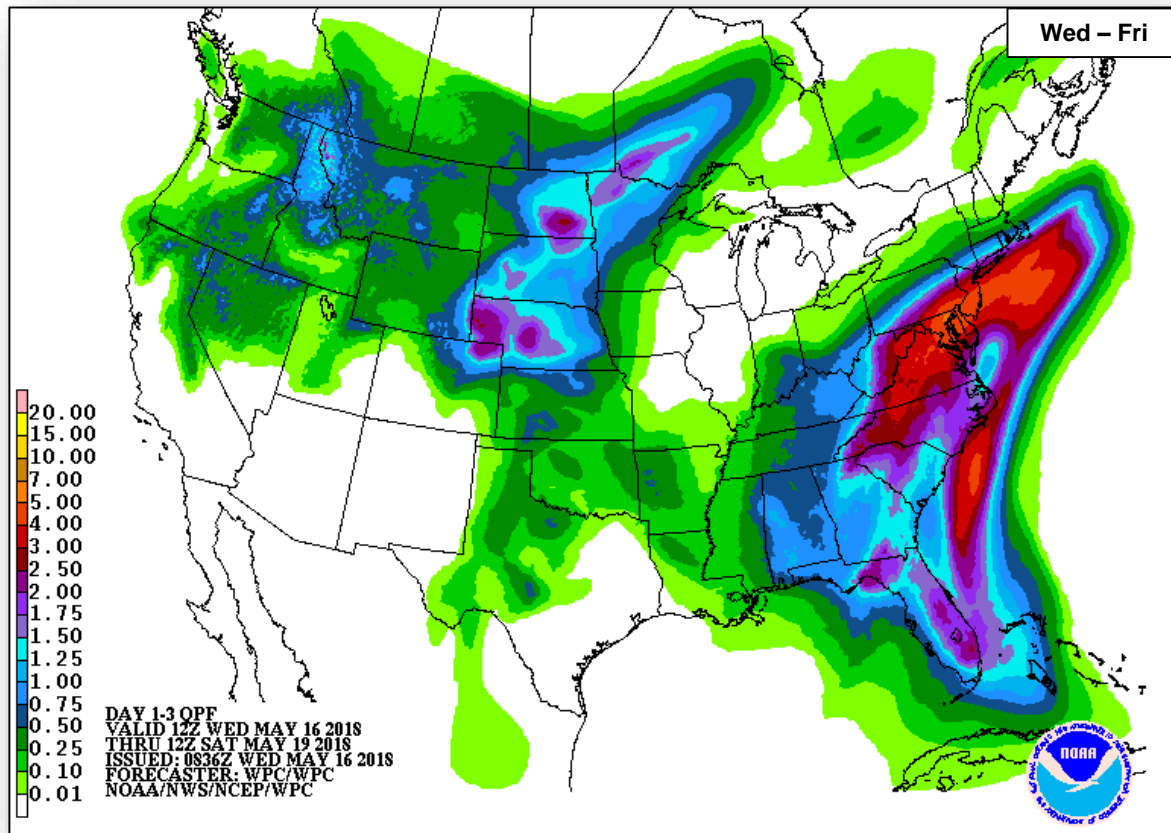 Wed – Fri
20.00
15.00
10.00
7.00
5.00
4.00
3.00
2.50
2.00
1.75
1.50
1.25
1.00
0.75
0.50
0.25
0.10
0.01
DAY 1-3 QPF
VALID 12Z WED MAY 16 2018
THRU 12Z SAT MAY 19 2018
ISSUED: 0836Z WED MAY 16 2018
FORECASTER: WPC/WPC
NOAA/NWS/NCEP/WPC
NOAA